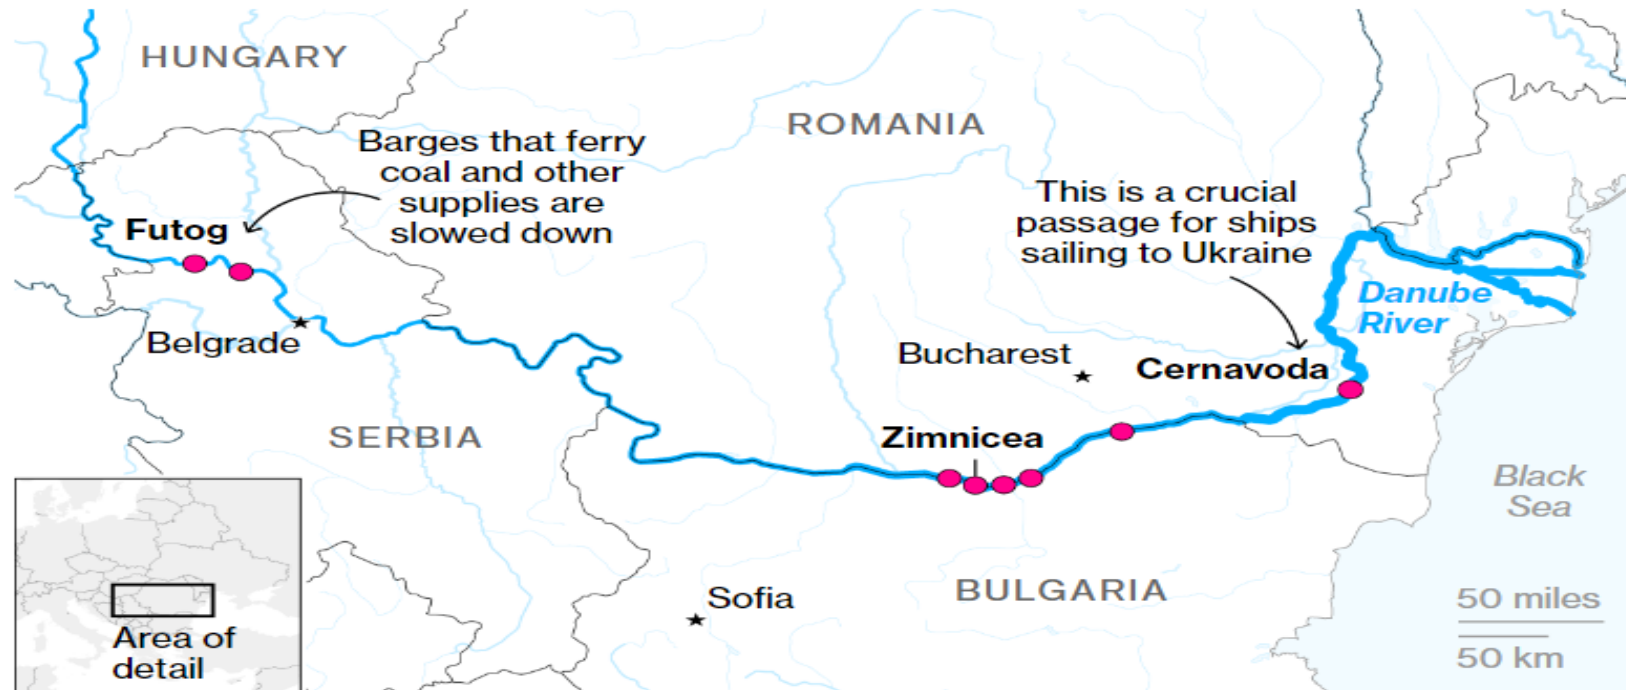 HUNGARY
ROMANIA
Barges that ferry
coal and other
supplies are
slowed down
This is a crucial
passage for ships
sailing to Ukraine
Futog
Danube
River
Belgrade
Bucharest
Cernavoda
SERBIA
Zimnicea
Black
Sea
Sofia
BULGARIA
50 miles
50 km
Area of
detail